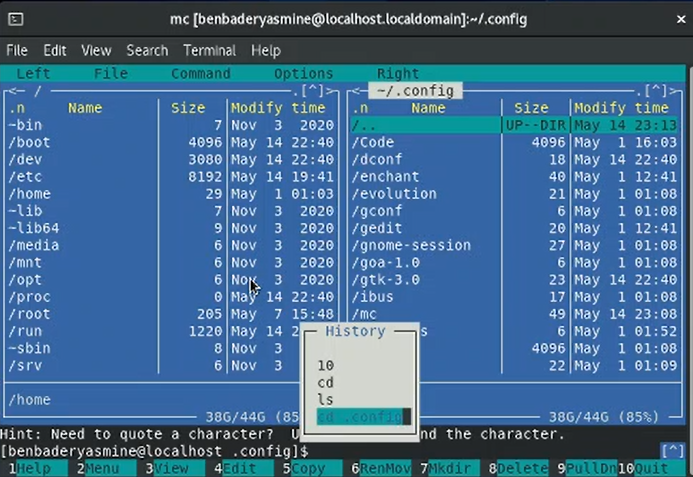 mc [benbaderyasmine@localhost.localdomain]:~/.config
File Edit View Search Terminal Help
Left File Command Options Right
<─ / .[^]>
.n Name Size Modify time
~bin 7 Nov 3 2020
/boot 4096 May 14 22:40
/dev 3080 May 14 22:40
/etc 8192 May 14 19:41
/home 29 May 1 01:03
~lib 7 Nov 3 2020
~lib64 9 Nov 3 2020
/media 6 Nov 3 2020
/mnt 6 Nov 3 2020
/opt 6 Nov 3 2020
/proc 0 May 14 22:40
/root 205 May 7 15:48
/run 1220 May 14 2
~sbin 8 Nov 3
/srv 6 Nov 3
/home
38G/44G (85
<─ ~/.config .[^]>
.n Name Size Modify time
/.. UP--DIR May 14 23:13
/Code 4096 May 1 16:03
/dconf 18 May 14 22:40
/enchant 40 May 1 12:41
/evolution 21 May 1 01:08
/gconf 6 May 1 01:08
/gedit 20 May 1 12:41
/gnome-session 27 May 1 01:08
/goa-1.0 6 May 1 01:08
/gtk-3.0 23 May 14 22:40
/ibus 17 May 1 01:08
/mc 49 May 14 23:08
s 6 May 1 01:52
4096 May 1 01:08
22 May 1 01:09
38G/44G (85%)
History
10
cd
ls
cd .config
Hint: Need to quote a character? U nd the character.
[benbaderyasmine@localhost .config]$ [^]
1Help 2Menu 3View 4Edit 5Copy 6RenMov 7Mkdir 8Delete 9PullDn 10Quit